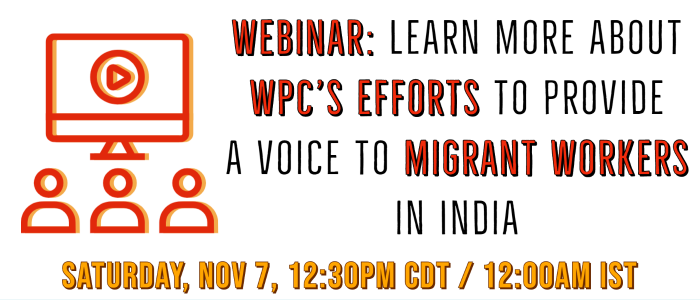 WEBINAR: LEARN MORE ABOUT
WPC'S EFFORTS TO PROVIDE
A VOICE TO MIGRANT WORKERS
IN INDIA
SATURDAY, NOV 7, 12:30PM CDT / 12:00AM IST